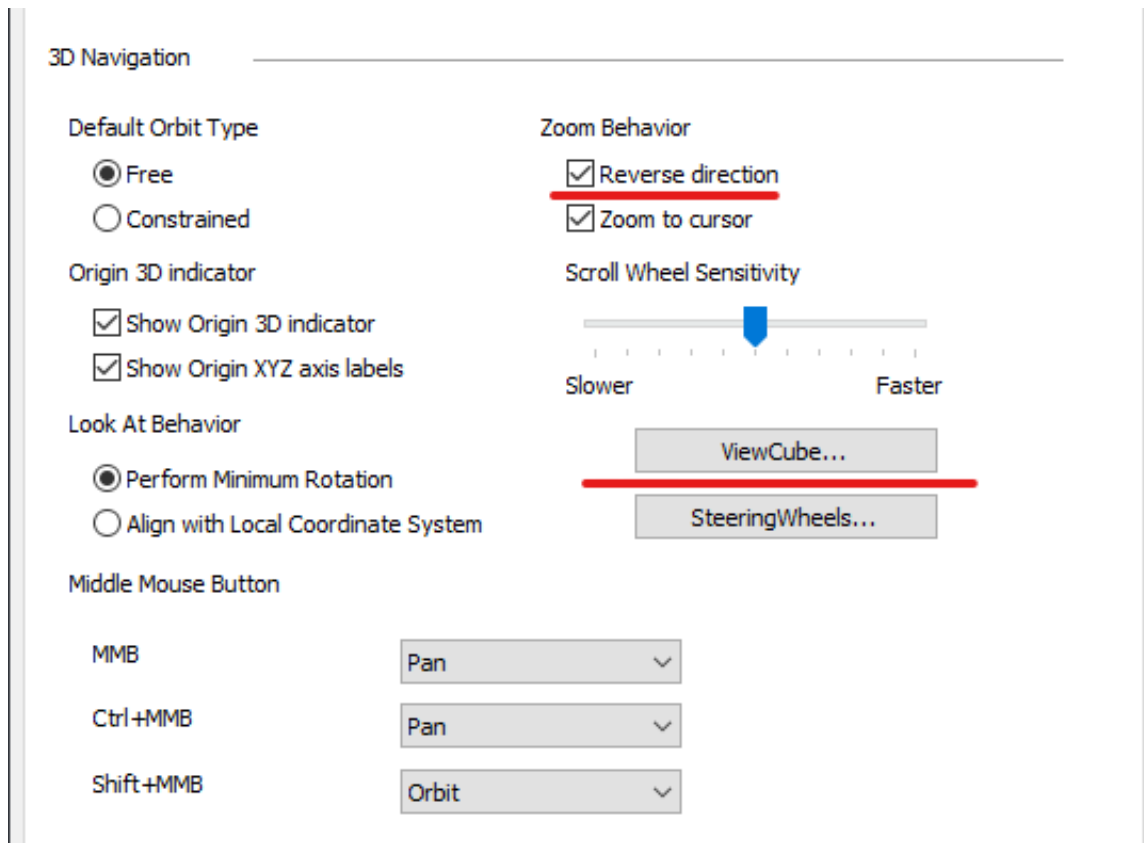 3D Navigation
Default Orbit Type
Free
Constrained
Origin 3D indicator
Show Origin 3D indicator
Show Origin XYZ axis labels
Look At Behavior
Perform Minimum Rotation
Align with Local Coordinate System
Zoom Behavior
Reverse direction
Zoom to cursor
Scroll Wheel Sensitivity
Slower Faster
ViewCube...
SteeringWheels...
Middle Mouse Button
MMB Pan
Ctrl+MMB Pan
Shift+MMB Orbit